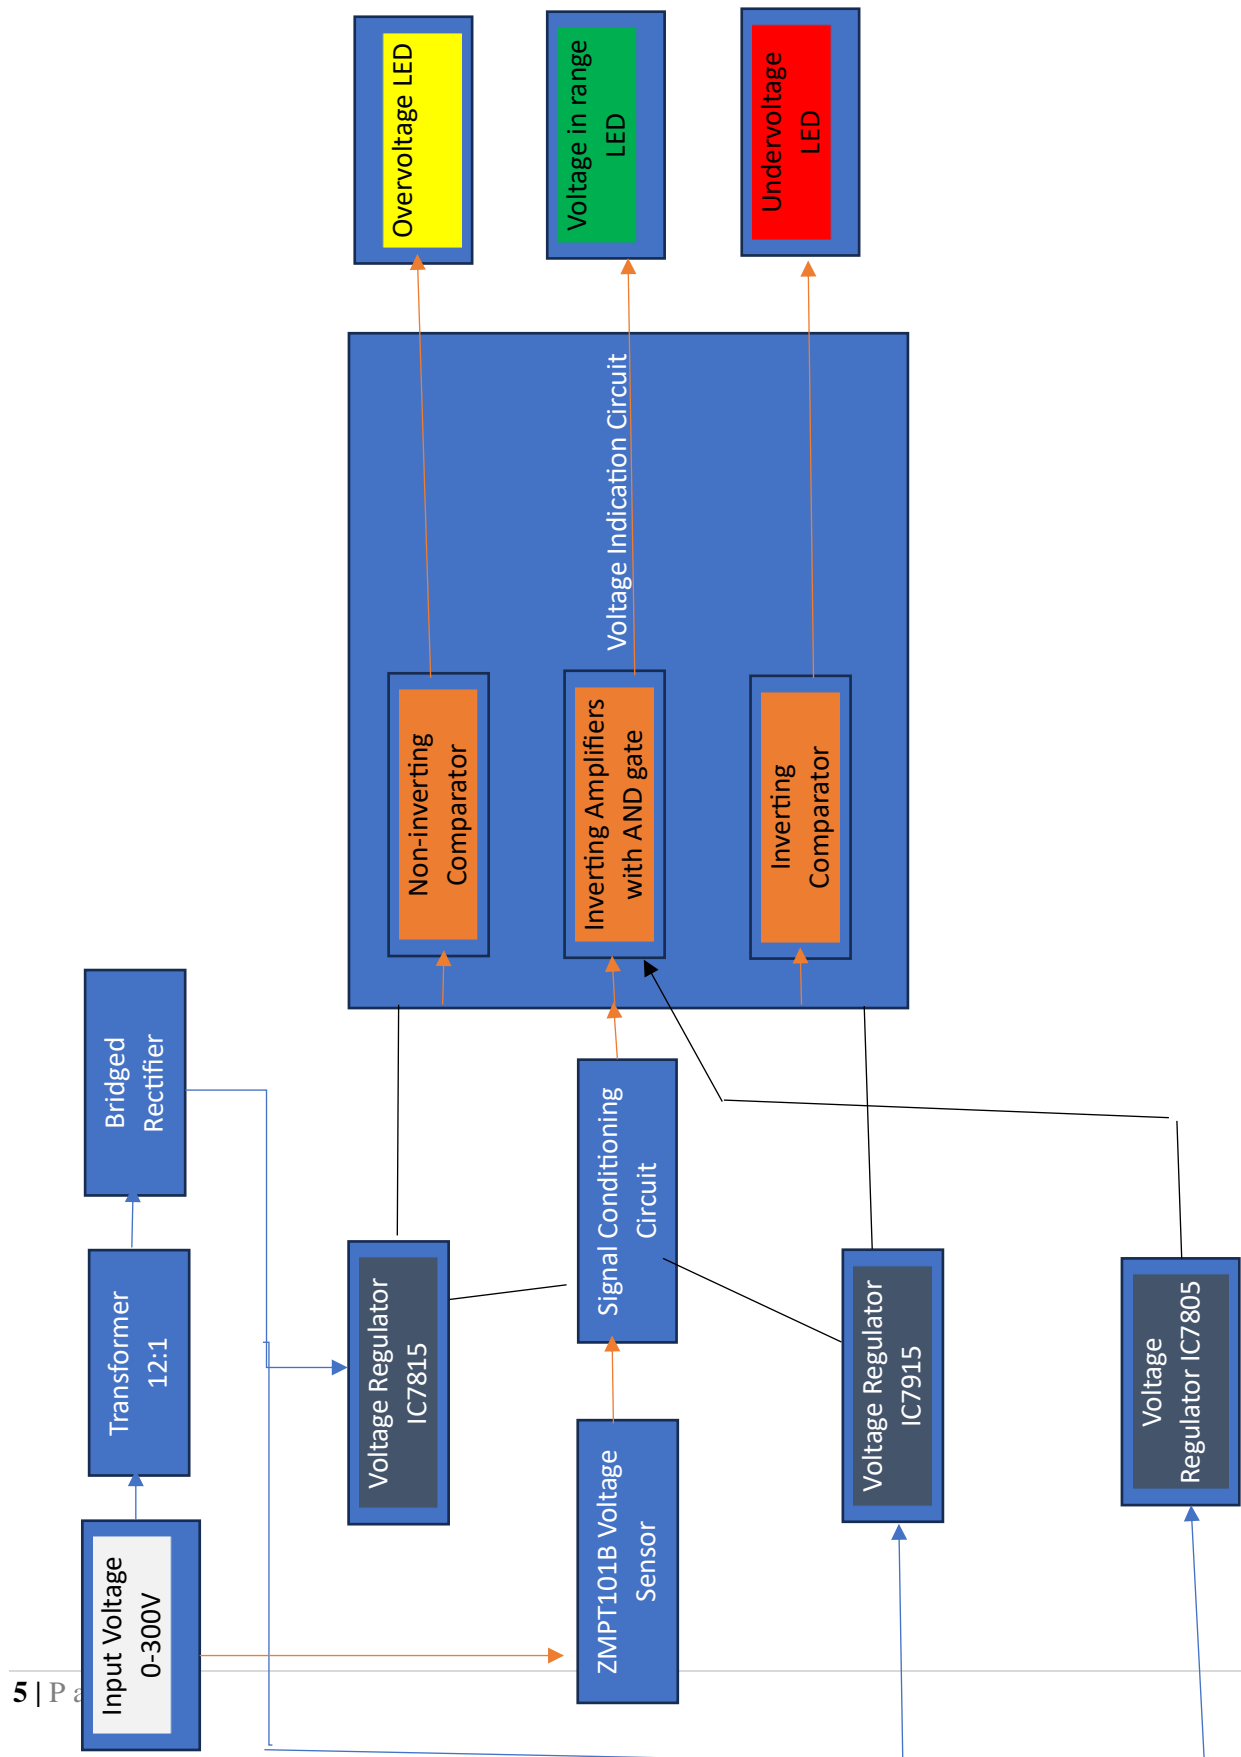 Input Voltage
0-300V
Transformer
12:1
Bridged
Rectifier
Voltage Regulator
IC7815
ZMPT101B Voltage
Sensor
Signal Conditioning
Circuit
Voltage Regulator
IC7915
Voltage
Regulator IC7805
Non-inverting
Comparator
Inverting Amplifiers
with AND gate
Inverting
Comparator
Voltage Indication Circuit
Overvoltage LED
Voltage in range
LED
Undervoltage
LED
5 | P a